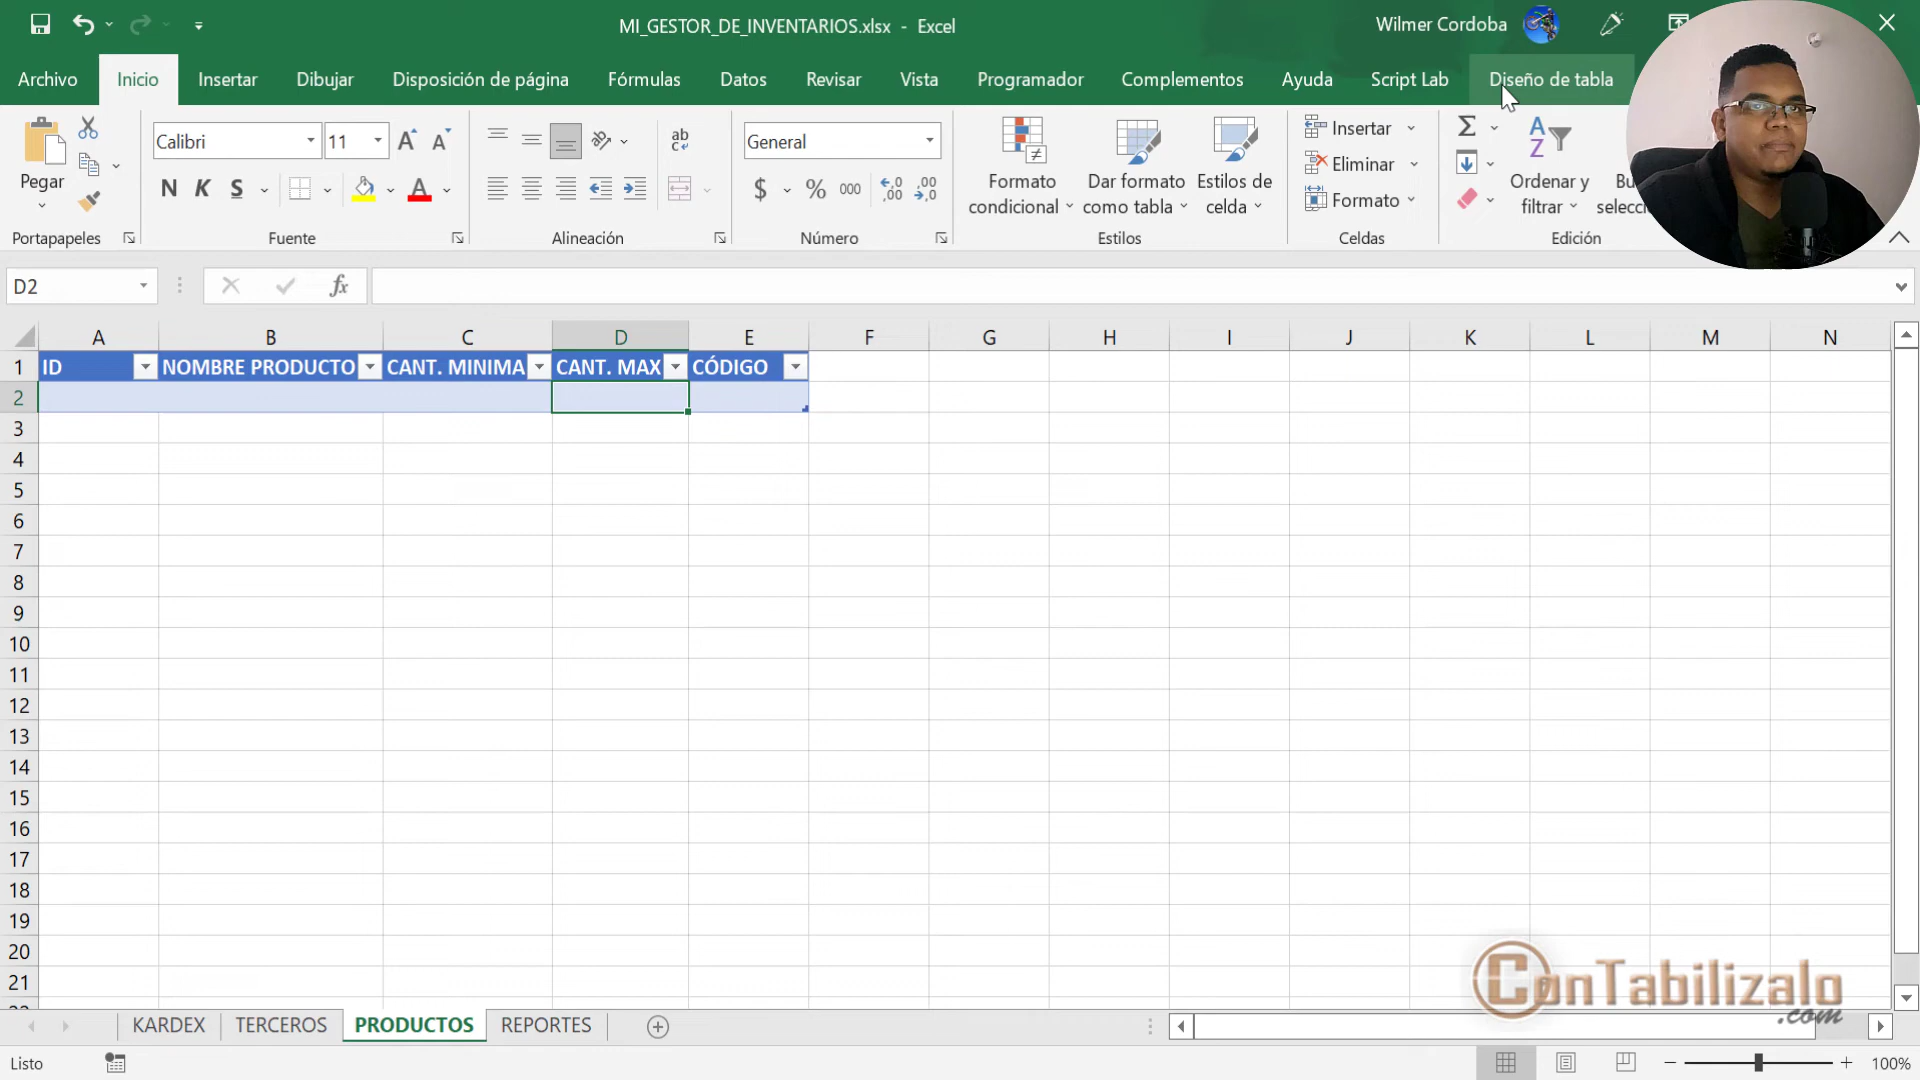 MI_GESTOR_DE_INVENTARIOS.xlsx - Excel
Wilmer Cordoba
Archivo Inicio Insertar Dibujar Disposición de página Fórmulas Datos Revisar Vista Programador Complementos Ayuda Script Lab Diseño de tabla
Pegar
Calibri 11
N K S
ab
c
General
$ % 000
Formato condicional
Dar formato como tabla
Estilos de celda
Insertar
Eliminar
Formato
Ordenar y filtrar
Portapapeles Fuente Alineación Número Estilos Celdas Edición
D2 fx
A B C D E F G H I J K L M N
1 ID NOMBRE PRODUCTO CANT. MINIMA CANT. MAX CÓDIGO
2
3
4
5
6
7
8
9
10
11
12
13
14
15
16
17
18
19
20
21
ConTabilizalo
.com
KARDEX TERCEROS PRODUCTOS REPORTES
Listo 100%